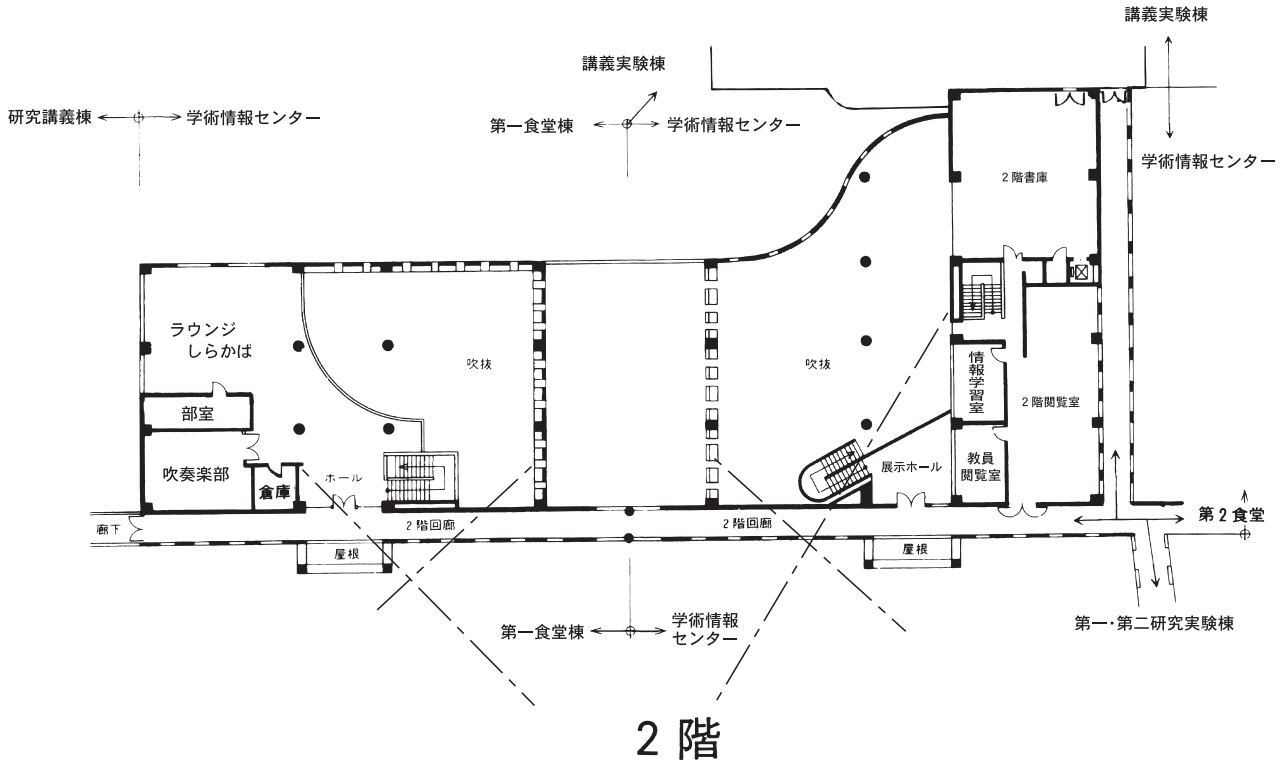 講義実験棟
講義実験棟
研究講義棟
学術情報センター
第一食堂棟
学術情報センター
学術情報センター
2階書庫
ラウンジ
しらかば
吹抜
吹抜
情報学習室
2階閲覧室
部室
吹奏楽部
倉庫
ホール
展示ホール
教員
閲覧室
廊下
2階回廊
2階回廊
第2食堂
屋根
屋根
第一食堂棟
学術情報
センター
第一・第二研究実験棟
2階